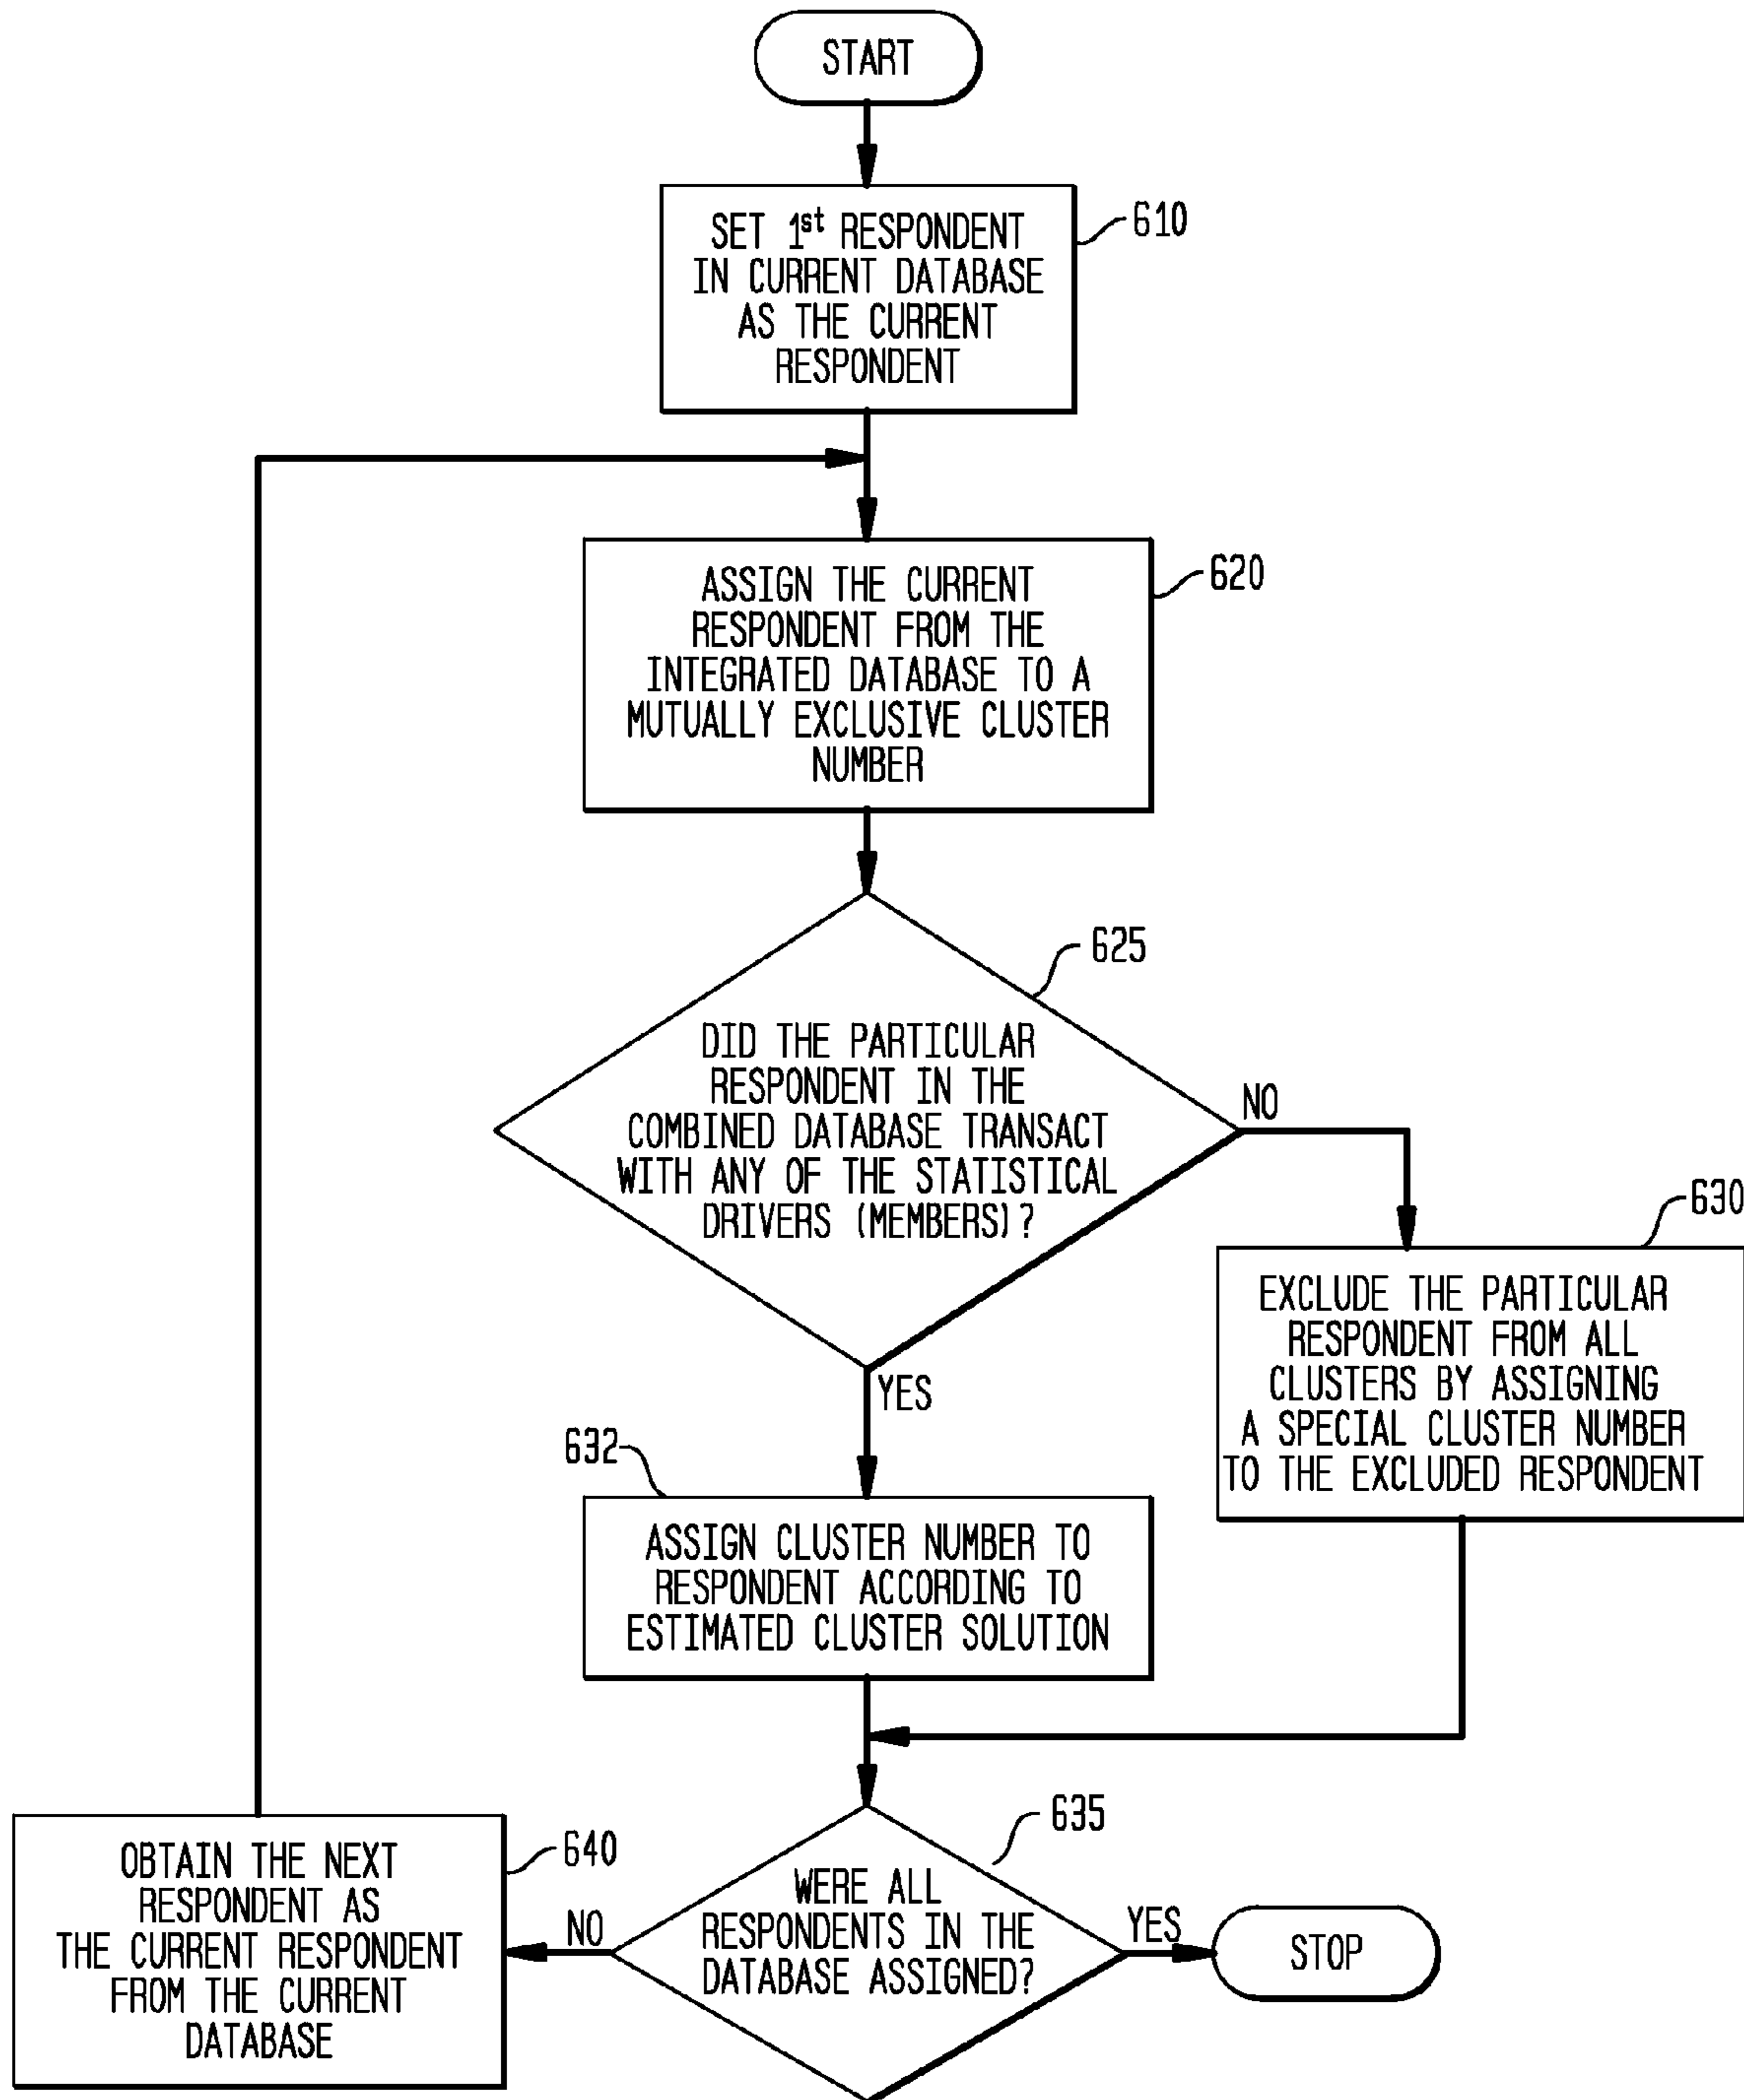 START
SET 1st RESPONDENT
IN CURRENT DATABASE
AS THE CURRENT
RESPONDENT
610
ASSIGN THE CURRENT
RESPONDENT FROM THE
INTEGRATED DATABASE TO A
MUTUALLY EXCLUSIVE CLUSTER
NUMBER
620
DID THE PARTICULAR
RESPONDENT IN THE
COMBINED DATABASE TRANSACT
WITH ANY OF THE STATISTICAL
DRIVERS (MEMBERS)?
625
NO
YES
EXCLUDE THE PARTICULAR
RESPONDENT FROM ALL
CLUSTERS BY ASSIGNING
A SPECIAL CLUSTER NUMBER
TO THE EXCLUDED RESPONDENT
630
632
ASSIGN CLUSTER NUMBER TO
RESPONDENT ACCORDING TO
ESTIMATED CLUSTER SOLUTION
WERE ALL
RESPONDENTS IN THE
DATABASE ASSIGNED?
635
NO
YES
STOP
OBTAIN THE NEXT
RESPONDENT AS
THE CURRENT RESPONDENT
FROM THE CURRENT
DATABASE
640